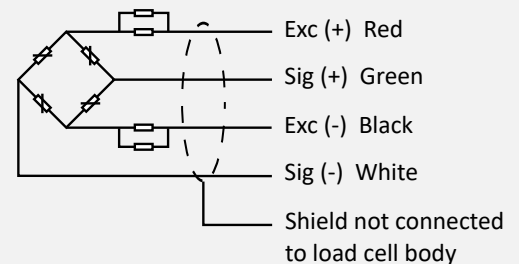 Exc (+) Red
Sig (+) Green
Exc (-) Black
Sig (-) White
Shield not connected
to load cell body